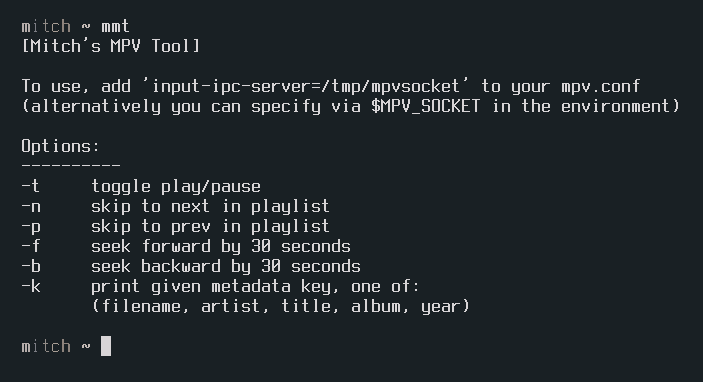 mitch ~ mmt
[Mitch's MPV Tool]
To use, add 'input-ipc-server=/tmp/mpvsocket' to your mpv.conf
(alternatively you can specify via $MPV_SOCKET in the environment)
Options:
----------
-t     toggle play/pause
-n     skip to next in playlist
-p     skip to prev in playlist
-f     seek forward by 30 seconds
-b     seek backward by 30 seconds
-k     print given metadata key, one of:
       (filename, artist, title, album, year)
mitch ~